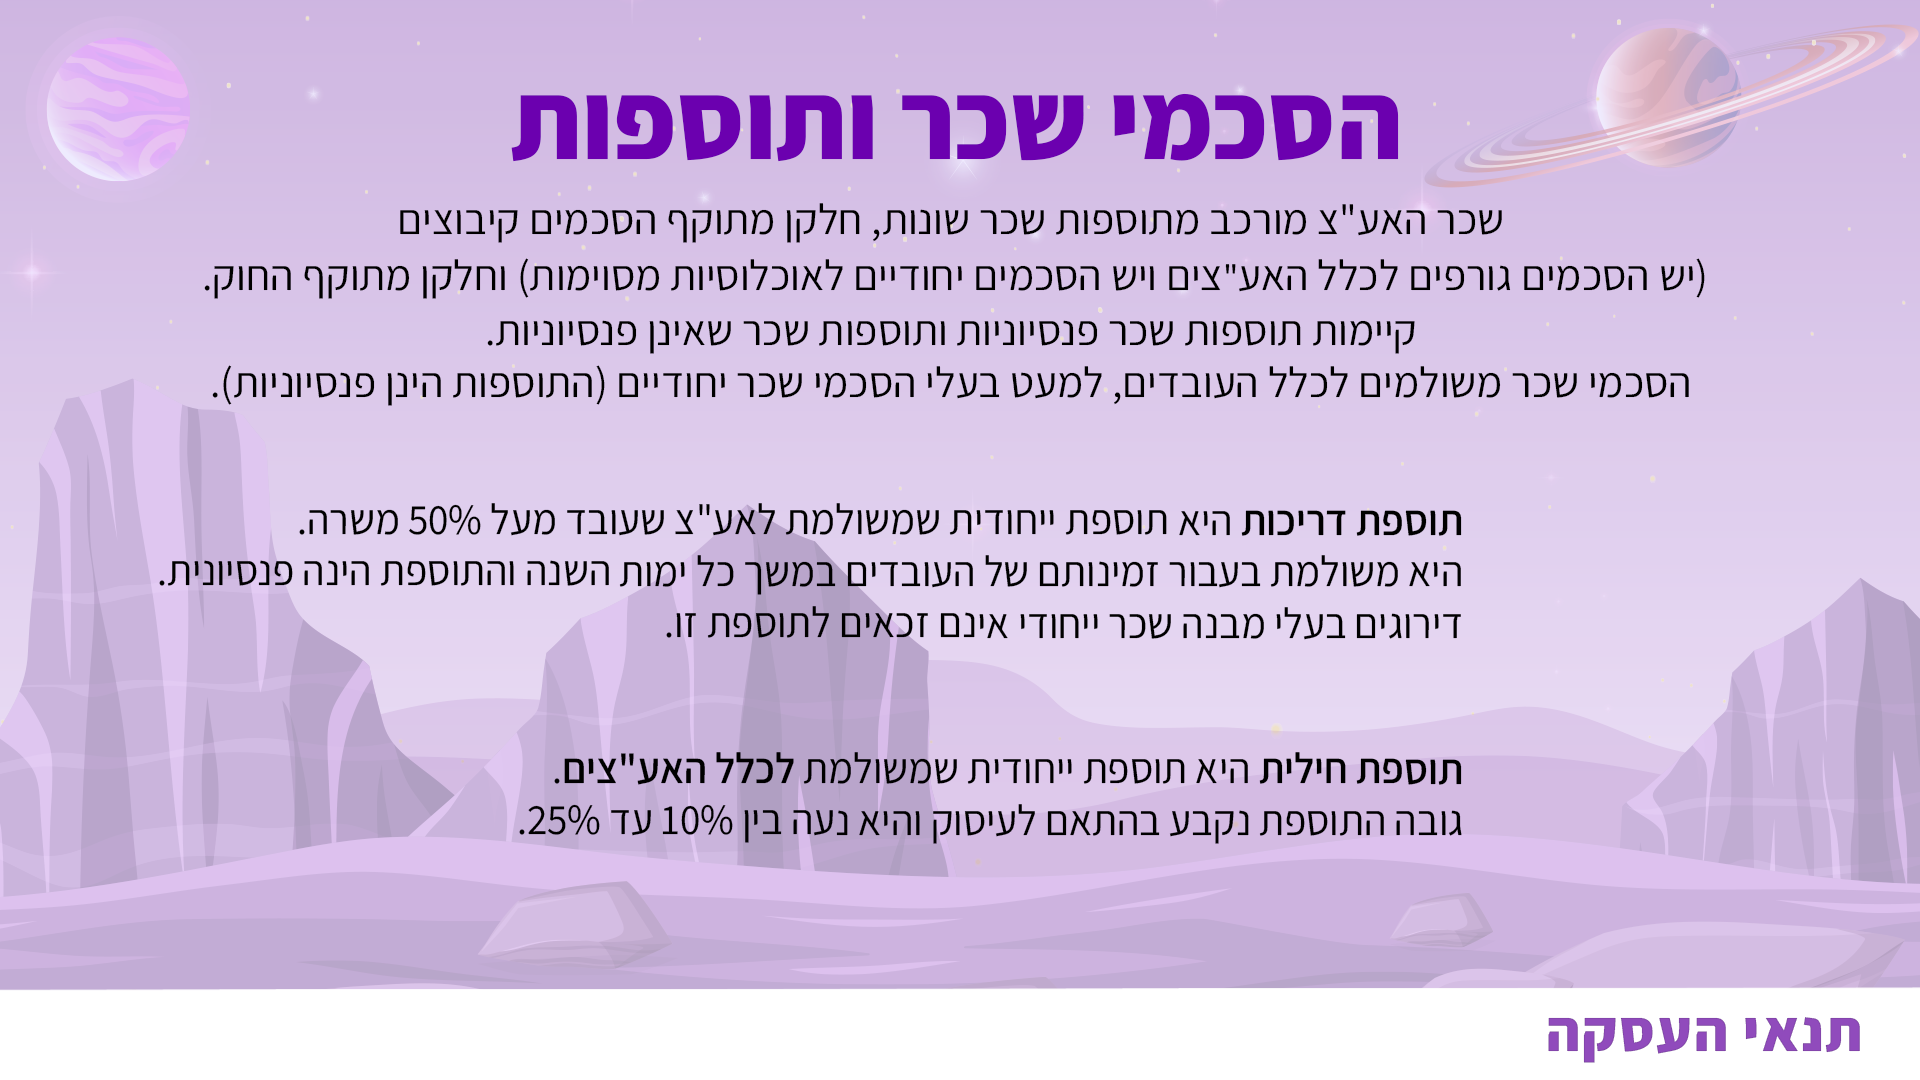 הסכמי שכר ותוספות
שכר האע"צ מורכב מתוספות שכר שונות, חלקן מתוקף הסכמים קיבוצים
(יש הסכמים גורפים לכלל האע"צים ויש הסכמים יחודיים לאוכלוסיות מסוימות) וחלקן מתוקף החוק.
קיימות תוספות שכר פנסיוניות ותוספות שכר שאינן פנסיוניות.
הסכמי שכר משולמים לכלל העובדים, למעט בעלי הסכמי שכר יחודיים (התוספות הינן פנסיוניות).
תוספת דריכות היא תוספת ייחודית שמשולמת לאע"צ שעובד מעל 50% משרה.
היא משולמת בעבור זמינותם של העובדים במשך כל ימות השנה והתוספת הינה פנסיונית.
דירוגים בעלי מבנה שכר ייחודי אינם זכאים לתוספת זו.
תוספת חילית היא תוספת ייחודית שמשולמת לכלל האע"צים.
גובה התוספת נקבע בהתאם לעיסוק והיא נעה בין 10% עד 25%.
תנאי העסקה